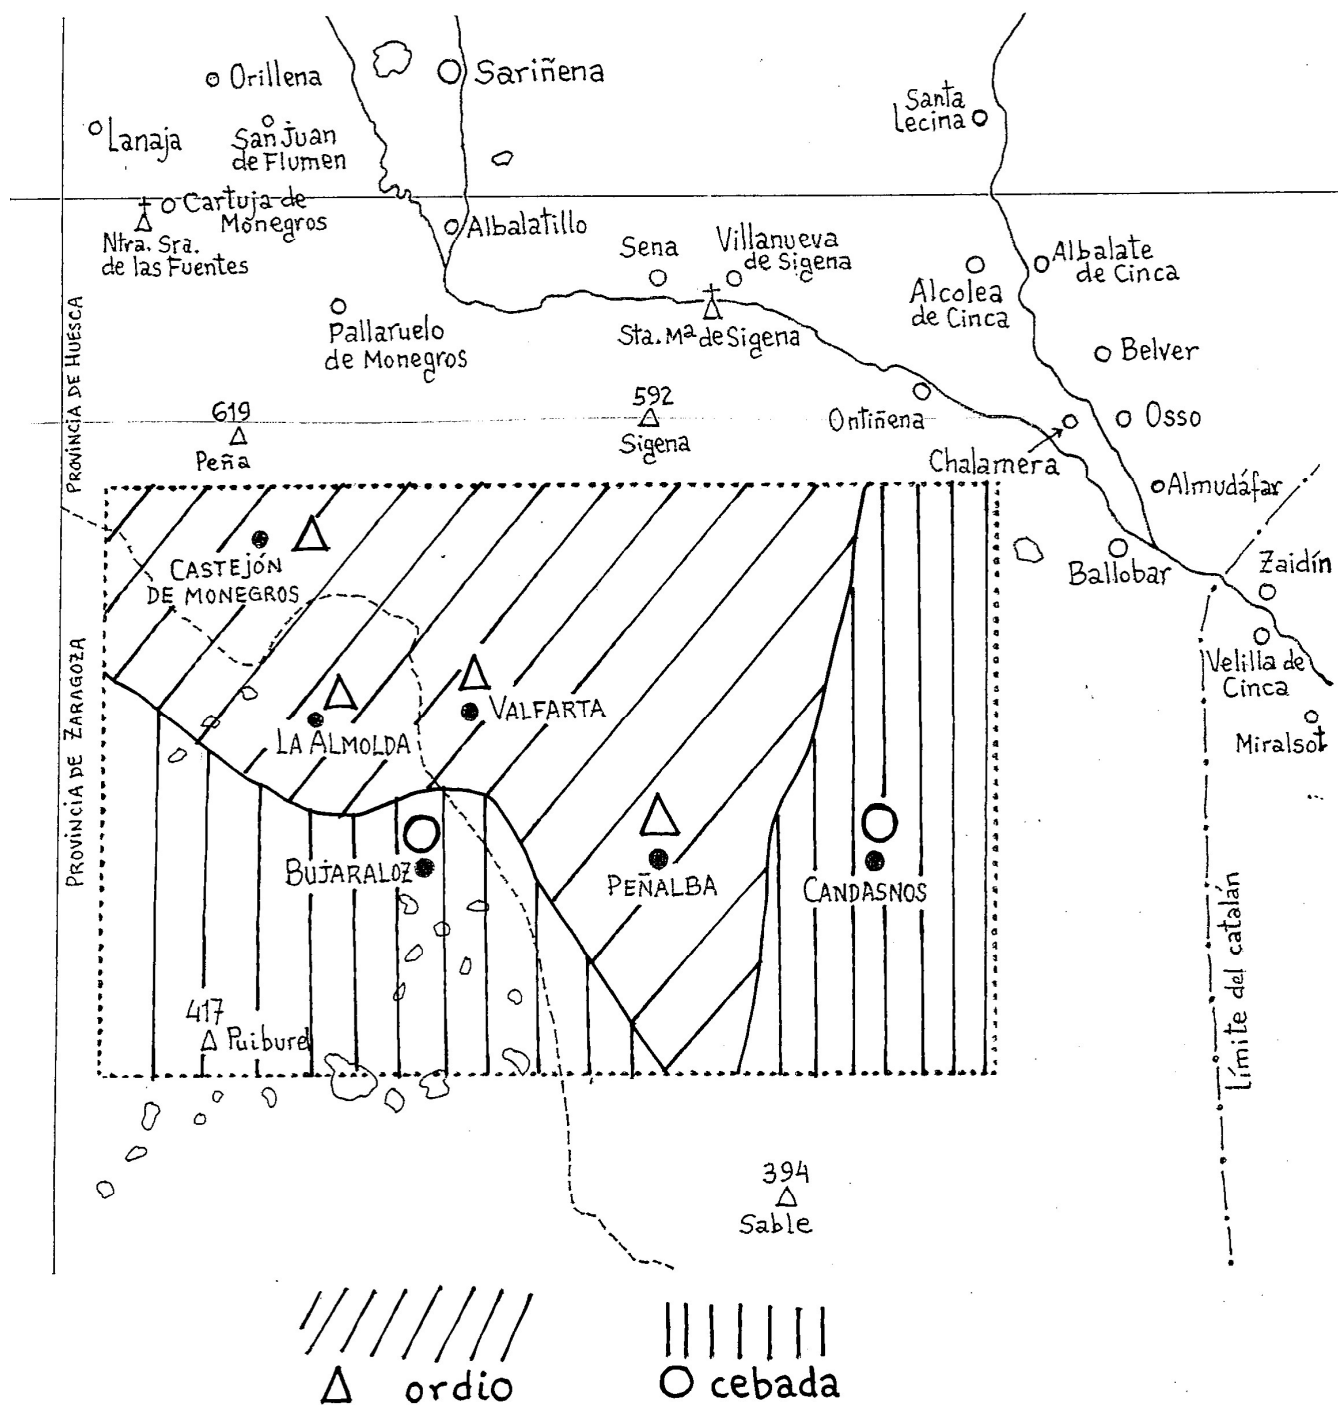 Orillena
Sariñena
Santa
Lecina
Lanaja
San Juan
de Flumen
Cartuja de
Monegros
Ntra. Sra.
de las Fuentes
Albalatillo
Sena
Villanueva
de Sigena
Albalate
de Cinca
Alcolea
de Cinca
Pallaruelo
de Monegros
Sta. Mª de Sigena
Belver
PROVINCIA DE HUESCA
619
Peña
592
Sigena
Ontiñena
Osso
Chalamera
Almudáfar
Ballobar
Zaidín
CASTEJÓN
DE MONEGROS
Velilla de
Cinca
Miralsot
VALFARTA
LA ALMOLDA
PROVINCIA DE ZARAGOZA
BUJARALOZ
PEÑALBA
CANDASNOS
Límite del catalán
417
Puiburel
394
Sable
ordio
cebada